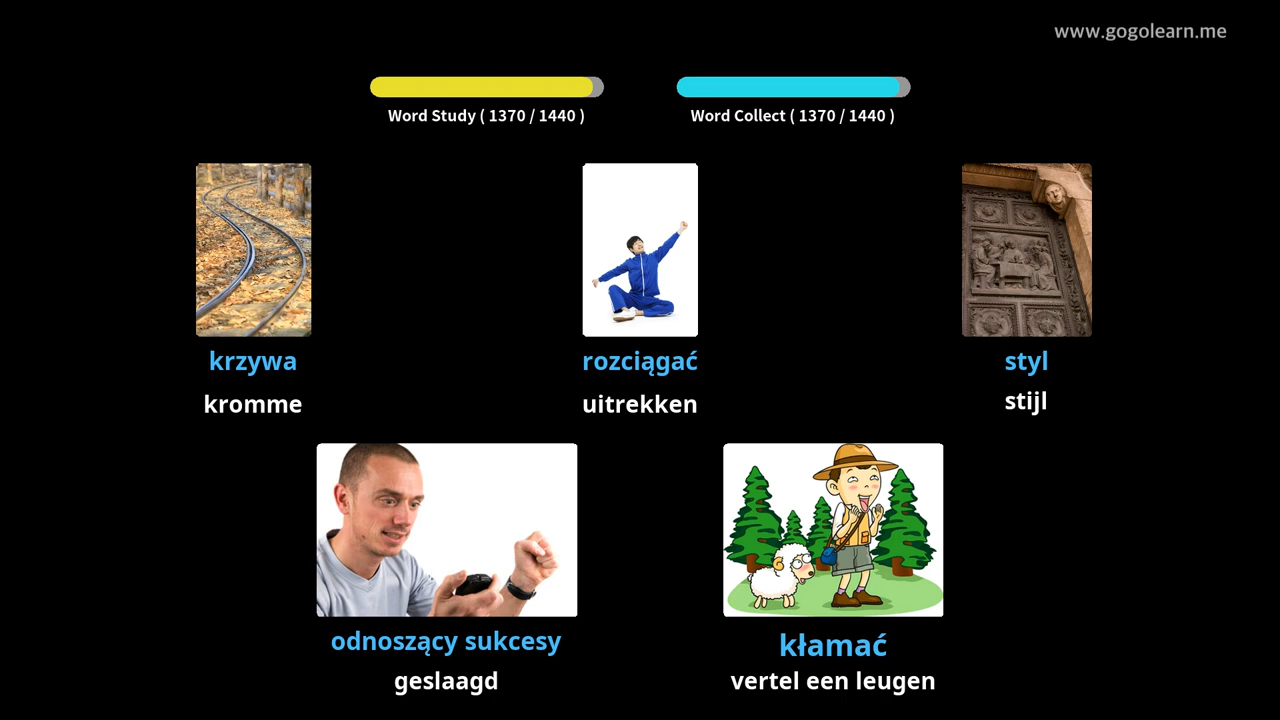 www.gogolearn.me
Word Study ( 1370 / 1440 )
Word Collect ( 1370 / 1440 )
krzywa
rozciągać
styl
kromme
uitrekken
stijl
odnoszący sukcesy
kłamać
geslaagd
vertel een leugen